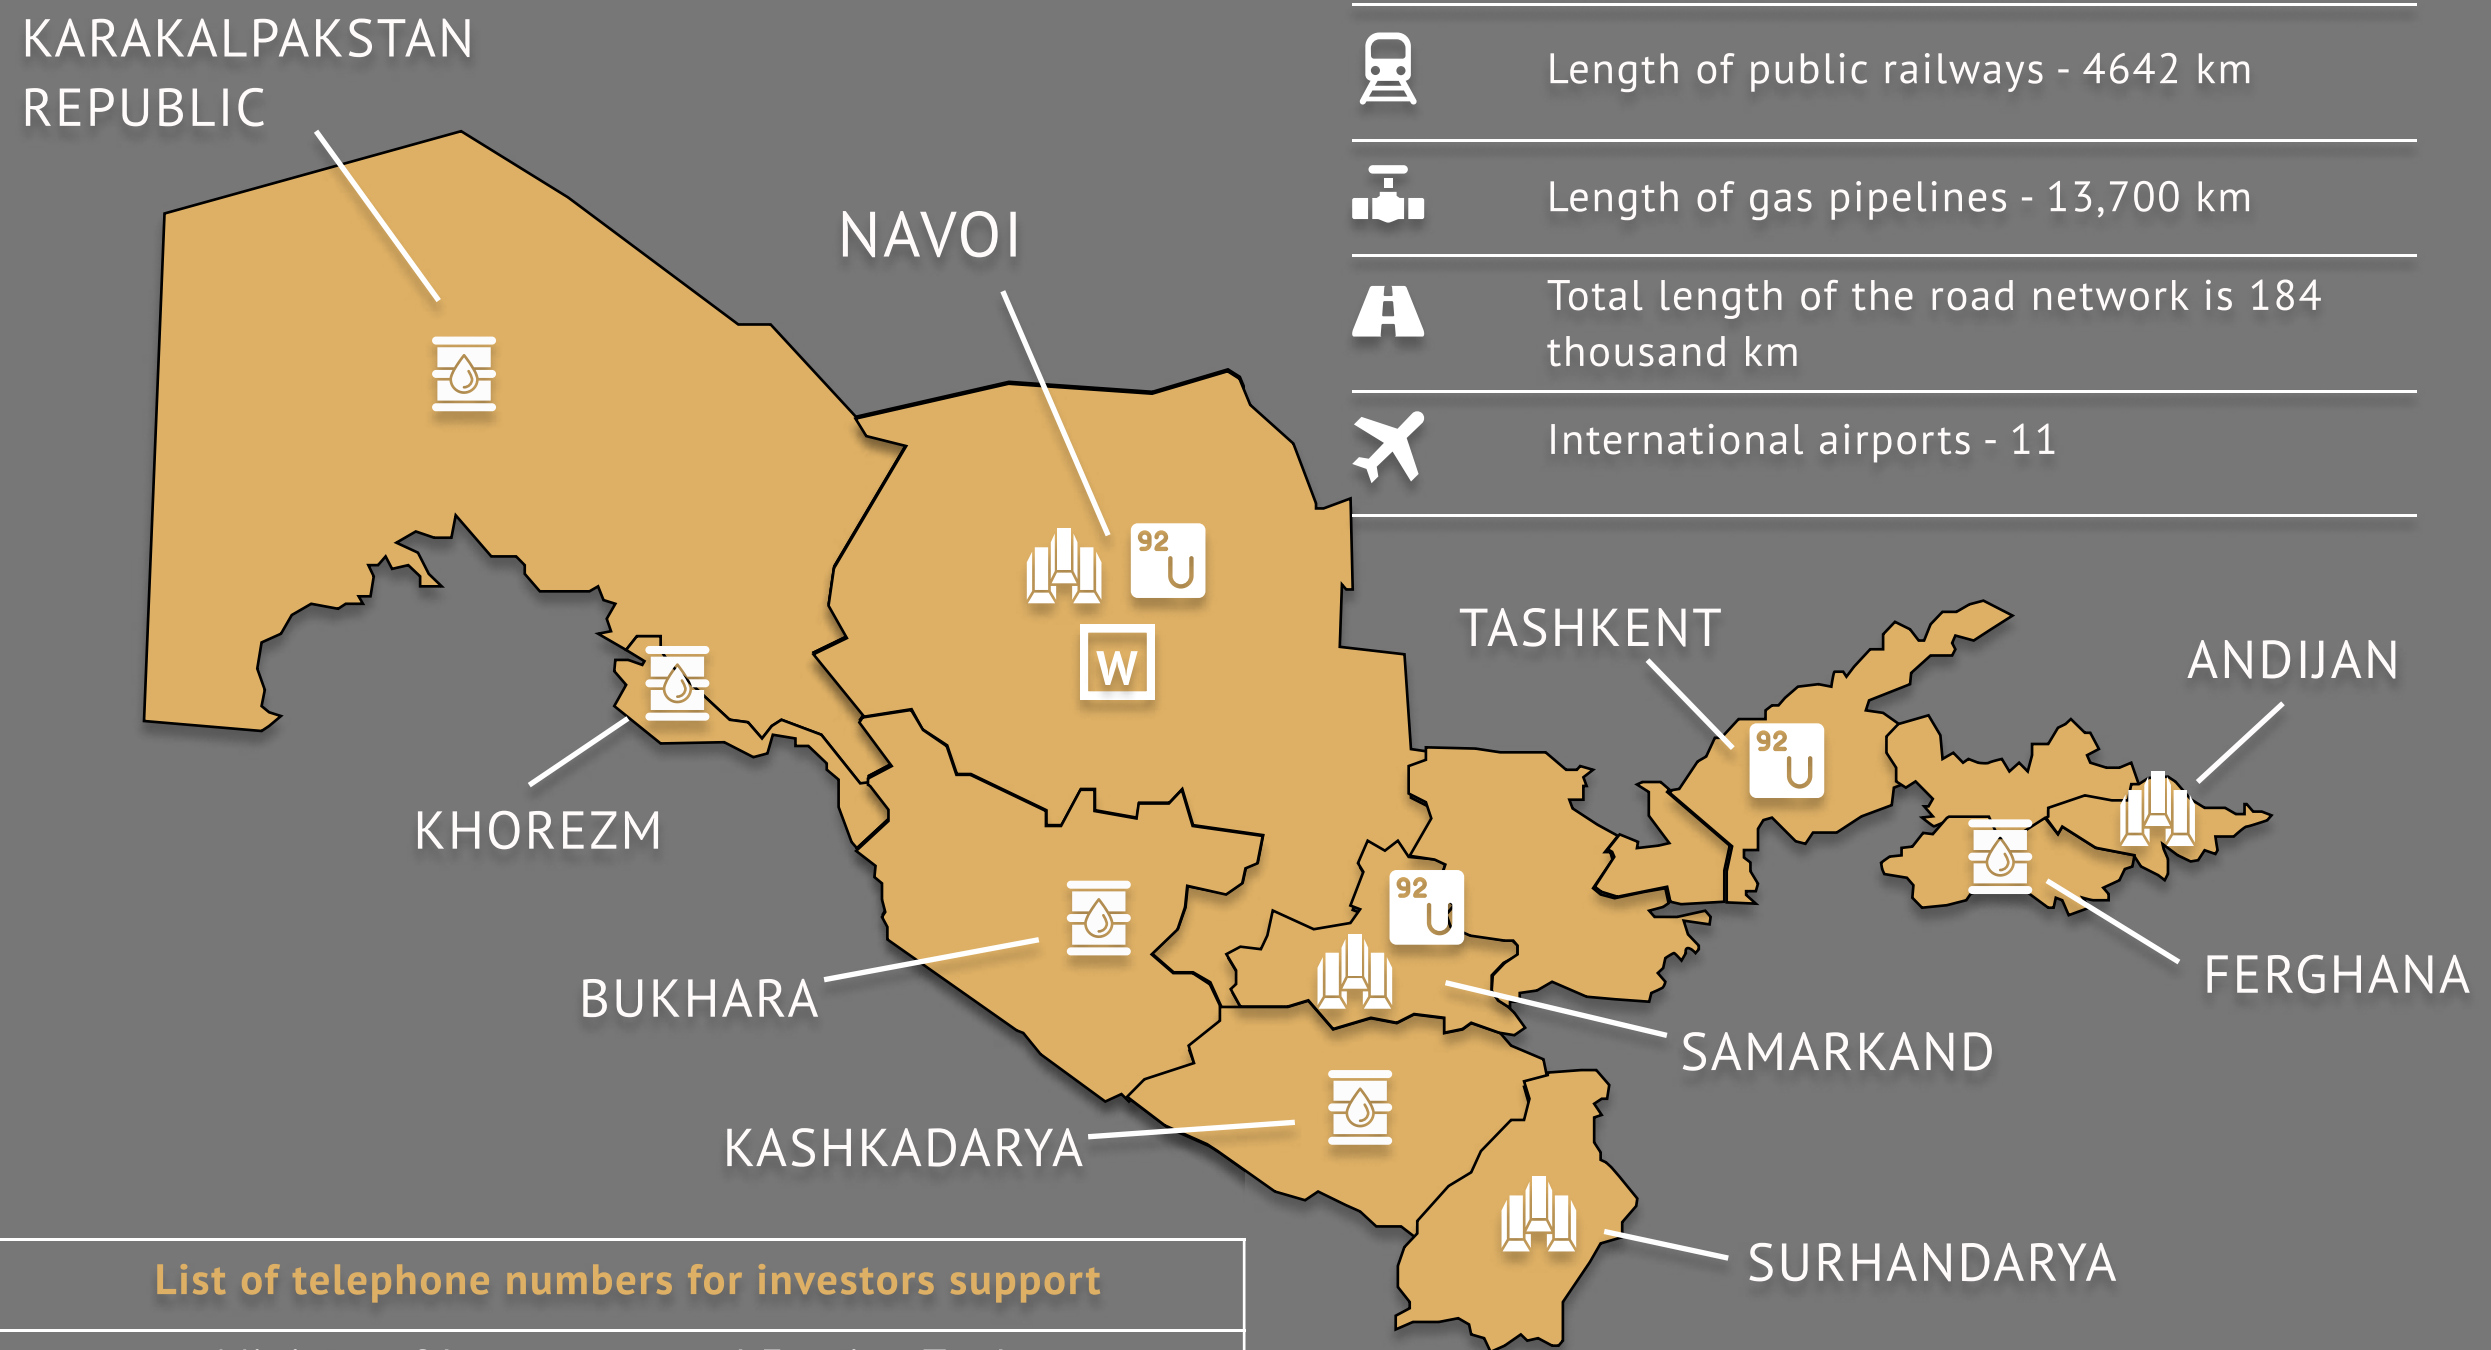 KARAKALPAKSTAN
REPUBLIC
Length of public railways - 4642 km
Length of gas pipelines - 13,700 km
Total length of the road network is 184
thousand km
International airports - 11
NAVOI
92
U
W
TASHKENT
92
U
ANDIJAN
KHOREZM
92
U
BUKHARA
FERGHANA
SAMARKAND
KASHKADARYA
SURHANDARYA
List of telephone numbers for investors support